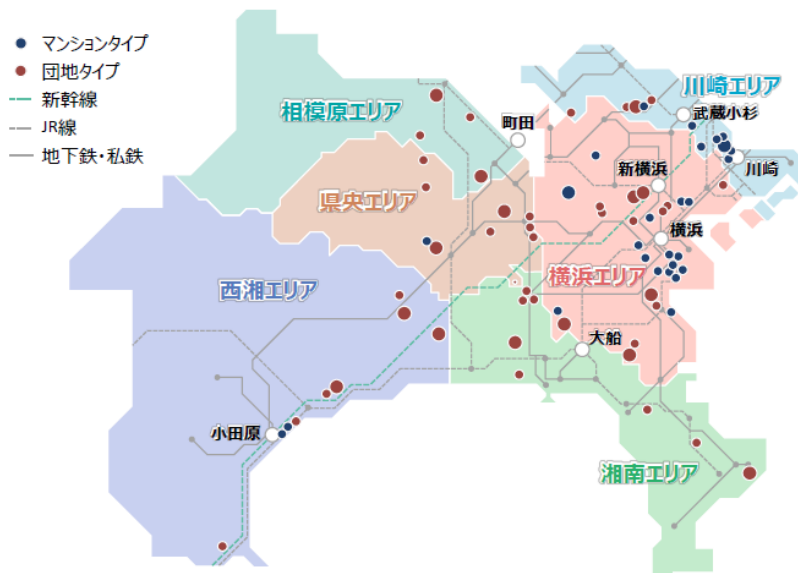 マンションタイプ
団地タイプ
新幹線
JR線
地下鉄・私鉄
川崎エリア
相模原エリア
武蔵小杉
町田
川崎
新横浜
県央エリア
横浜
横浜エリア
西湘エリア
大船
小田原
湘南エリア